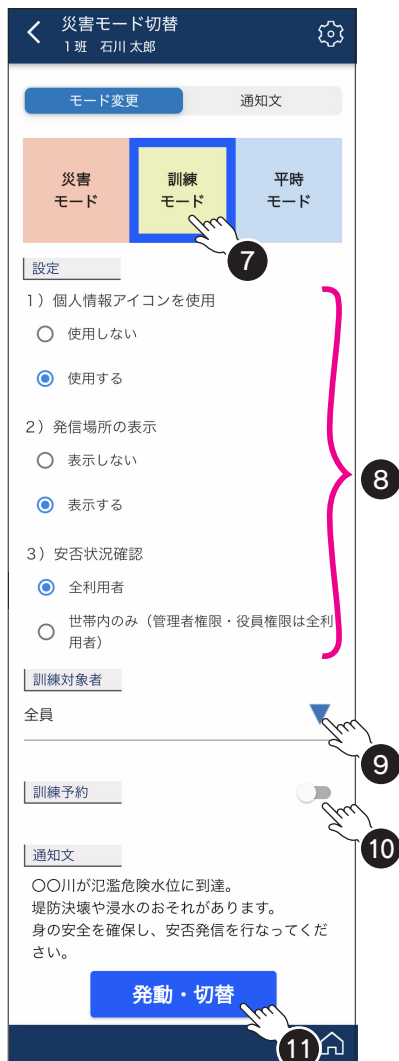 災害モード切替
1班 石川 太郎
モード変更
通知文
災害
モード
訓練
モード
平時
モード
7
設定
1）個人情報アイコンを使用
使用しない
使用する
2）発信場所の表示
表示しない
表示する
8
3）安否状況確認
全利用者
世帯内のみ（管理者権限・役員権限は全利
用者）
訓練対象者
全員
9
訓練予約
10
通知文
〇〇川が氾濫危険水位に到達。
堤防決壊や浸水のおそれがあります。
身の安全を確保し、安否発信を行なってくだ
さい。
発動・切替
11